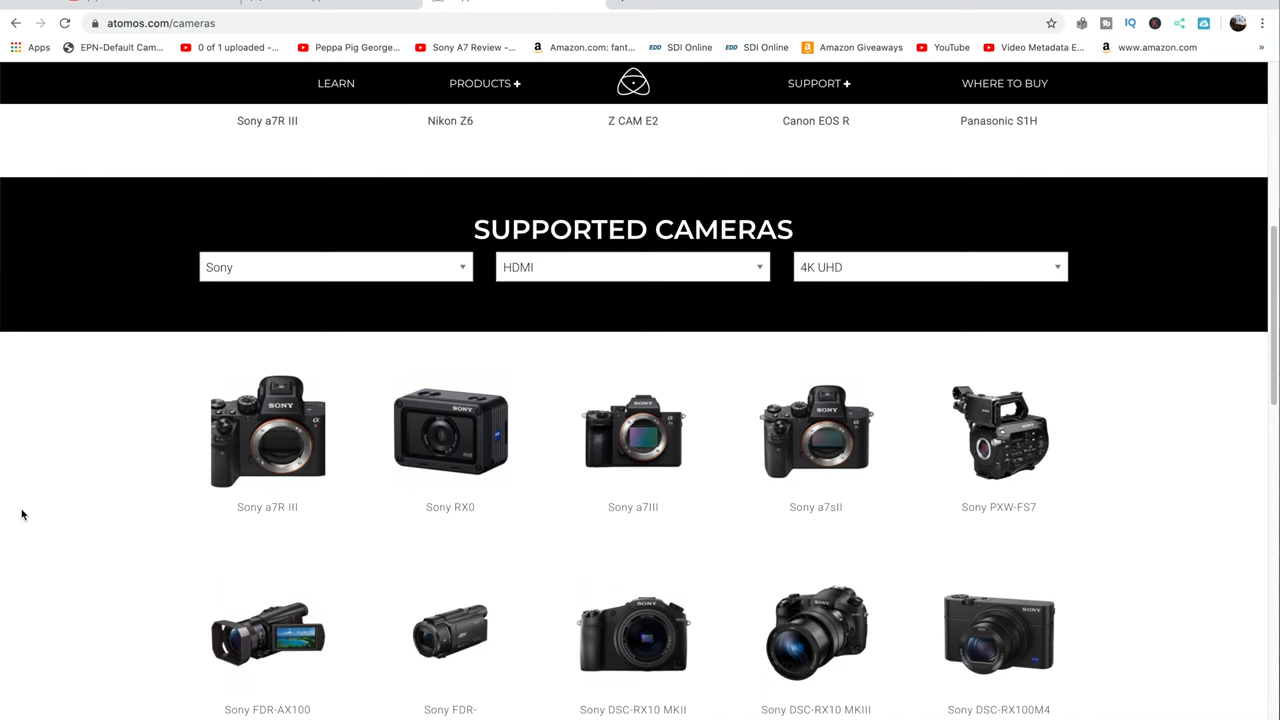 atomos.com/cameras
Apps EPN-Default Cam... 0 of 1 uploaded -... Peppa Pig George... Sony A7 Review -... Amazon.com: fant... EDD SDI Online EDD SDI Online Amazon Giveaways YouTube Video Metadata E... www.amazon.com »
LEARN PRODUCTS + SUPPORT + WHERE TO BUY
Sony a7R III Nikon Z6 Z CAM E2 Canon EOS R Panasonic S1H
SUPPORTED CAMERAS
Sony HDMI 4K UHD
Sony a7R III Sony RX0 Sony a7III Sony a7sII Sony PXW-FS7
Sony FDR-AX100 Sony FDR- Sony DSC-RX10 MKII Sony DSC-RX10 MKIII Sony DSC-RX100M4